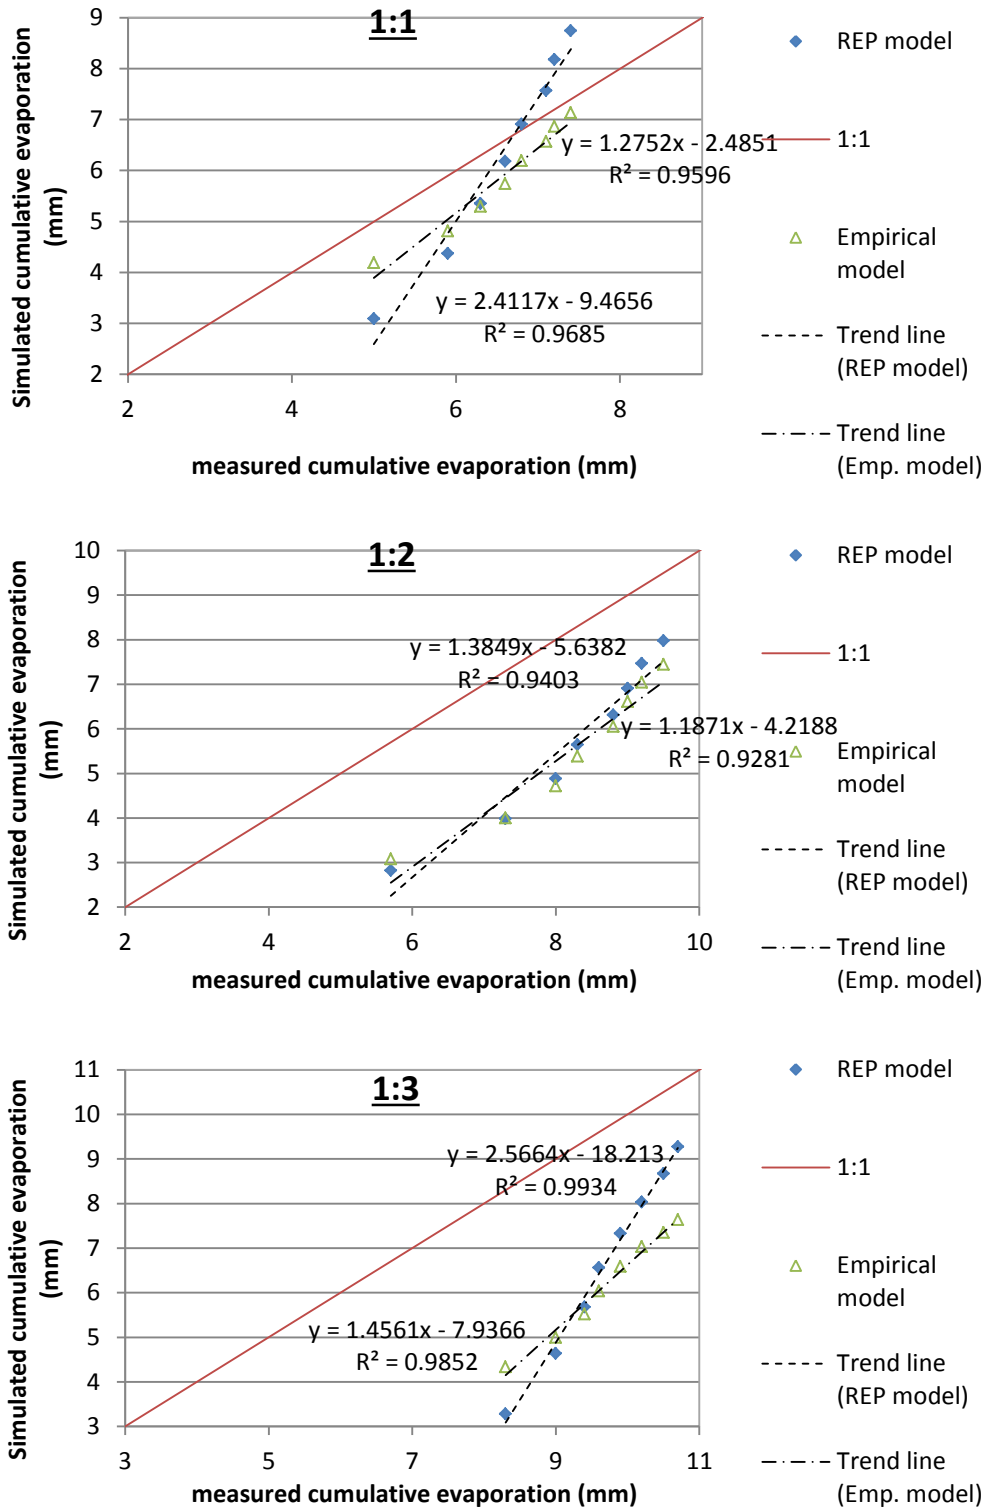 1:1
9
8
7
6
5
4
3
2
2
4
6
8
Simulated cumulative evaporation
(mm)
measured cumulative evaporation (mm)
y = 1.2752x - 2.4851
R² = 0.9596
y = 2.4117x - 9.4656
R² = 0.9685
REP model
1:1
Empirical
model
Trend line
(REP model)
Trend line
(Emp. model)
1:2
10
9
8
7
6
5
4
3
2
2
4
6
8
10
Simulated cumulative evaporation
(mm)
measured cumulative evaporation (mm)
y = 1.3849x - 5.6382
R² = 0.9403
y = 1.1871x - 4.2188
R² = 0.9281
REP model
1:1
Empirical
model
Trend line
(REP model)
Trend line
(Emp. model)
1:3
11
10
9
8
7
6
5
4
3
3
5
7
9
11
Simulated cumulative evaporation
(mm)
measured cumulative evaporation (mm)
y = 2.5664x - 18.213
R² = 0.9934
y = 1.4561x - 7.9366
R² = 0.9852
REP model
1:1
Empirical
model
Trend line
(REP model)
Trend line
(Emp. model)